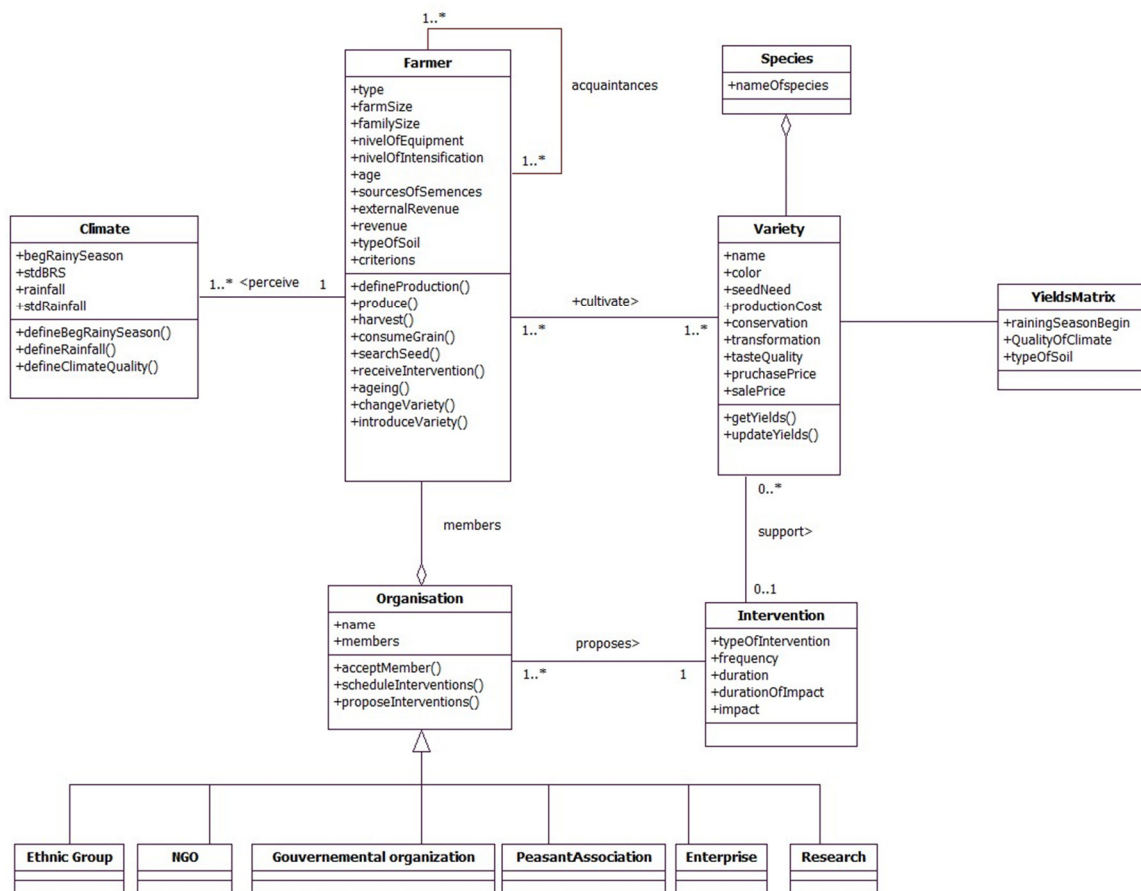 1..*
Farmer
+type
+farmSize
+familySize
+nivelOfEquipment
+nivelOfIntensification
+age
+sourcesOfSemences
+externalRevenue
+revenue
+typeOfSoil
+criterions
+defineProduction()
+produce()
+harvest()
+consumeGrain()
+searchSeed()
+receiveIntervention()
+ageing()
+changeVariety()
+introduceVariety()
acquaintances
1..*
Species
+nameOfspecies
Climate
+begRainySeason
+stdBRS
+rainfall
+stdRainfall
+defineBegRainySeason()
+defineRainfall()
+defineClimateQuality()
1..* <perceive 1
+cultivate>
1..* 1..*
Variety
+name
+color
+seedNeed
+productionCost
+conservation
+transformation
+tasteQuality
+pruchasePrice
+salePrice
+getYields()
+updateYields()
YieldsMatrix
+rainingSeasonBegin
+QualityOfClimate
+typeOfSoil
members
0..*
support>
0..1
Organisation
+name
+members
+acceptMember()
+scheduleInterventions()
+proposeInterventions()
proposes>
1..* 1
Intervention
+typeOfIntervention
+frequency
+duration
+durationOfImpact
+impact
Ethnic Group
NGO
Gouvernemental organization
PeasantAssociation
Enterprise
Research